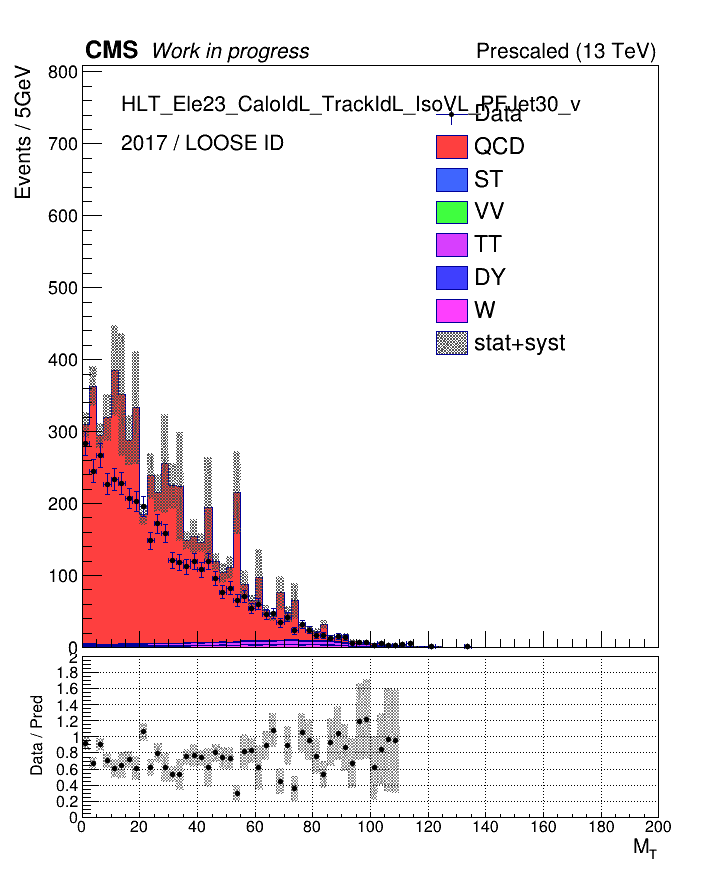 CMS Work in progress Prescaled (13 TeV)
Events / 5GeV
800
700
600
500
400
300
200
100
0
HLT_Ele23_CaloIdL_TrackIdL_IsoVL_PFJet30_v
2017 / LOOSE ID
Data
QCD
ST
VV
TT
DY
W
stat+syst
Data / Pred
2
1.8
1.6
1.4
1.2
1
0.8
0.6
0.4
0.2
0
0 20 40 60 80 100 120 140 160 180 200
M_T